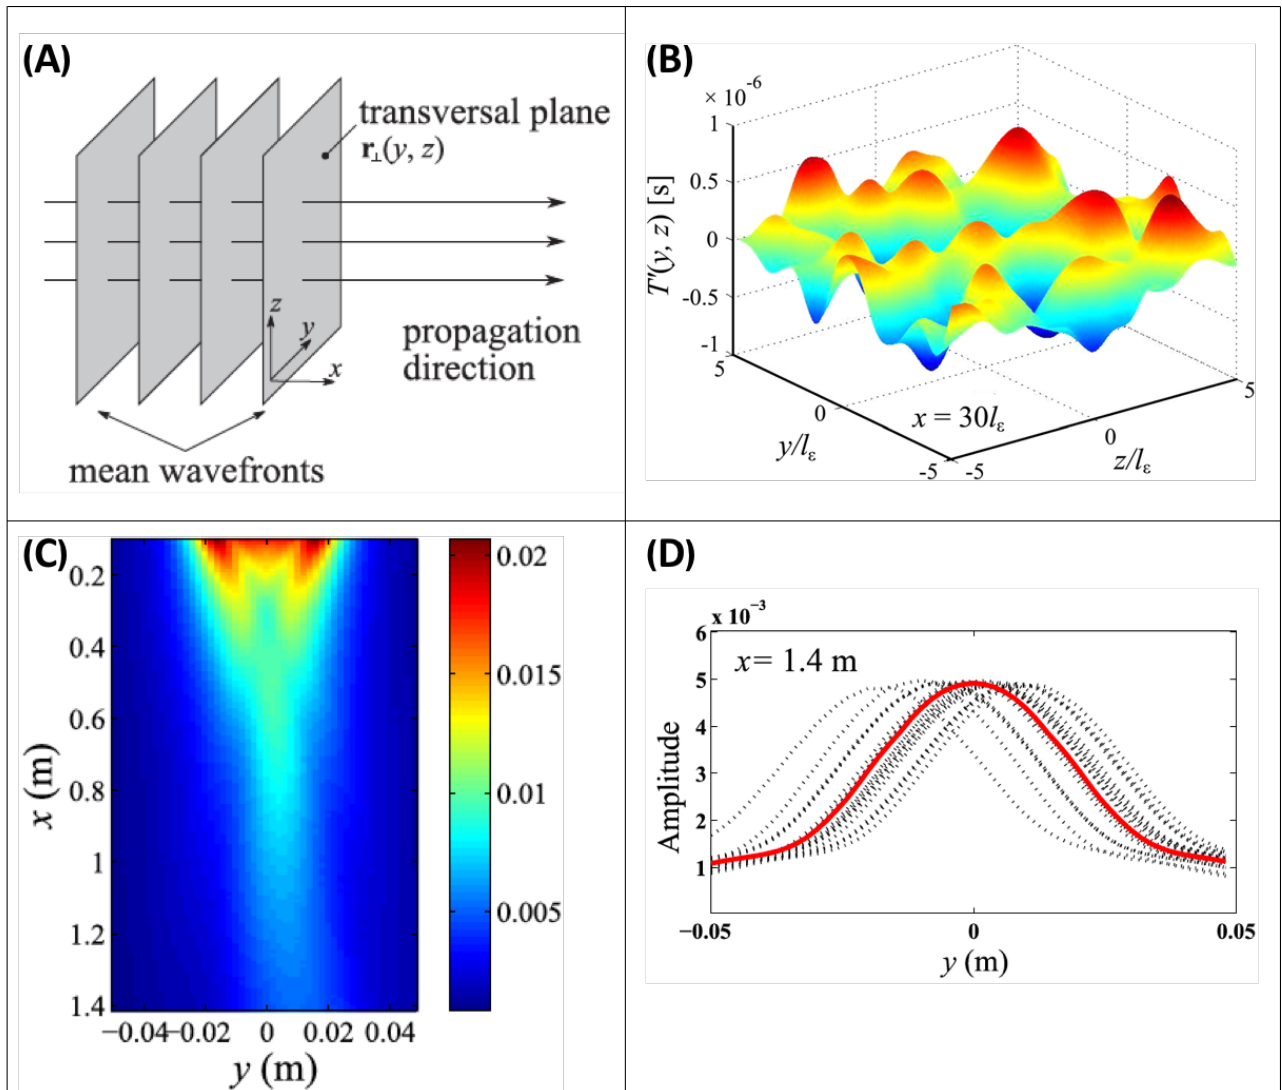 (A)
transversal plane
r⊥(y, z)
z
y
x
propagation
direction
mean wavefronts
(B)
× 10⁻⁶
1
0.5
0
-0.5
-1
T'(y, z) [s]
5
0
-5
y/lε
x = 30lε
-5
0
5
z/lε
(C)
0.2
0.4
0.6
0.8
1
1.2
1.4
x (m)
−0.04 −0.02 0 0.02 0.04
y (m)
0.02
0.015
0.01
0.005
(D)
x 10⁻³
6
5
4
3
2
1
Amplitude
x= 1.4 m
−0.05 0 0.05
y (m)